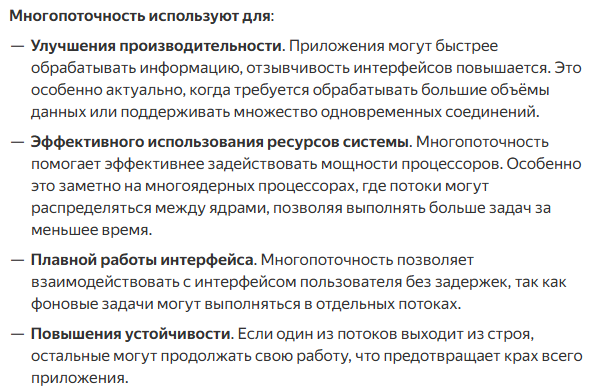 Многопоточность используют для:
— Улучшения производительности. Приложения могут быстрее
обрабатывать информацию, отзывчивость интерфейсов повышается. Это
особенно актуально, когда требуется обрабатывать большие объёмы
данных или поддерживать множество одновременных соединений.
— Эффективного использования ресурсов системы. Многопоточность
помогает эффективнее задействовать мощности процессоров. Особенно
это заметно на многоядерных процессорах, где потоки могут
распределяться между ядрами, позволяя выполнять больше задач за
меньшее время.
— Плавной работы интерфейса. Многопоточность позволяет
взаимодействовать с интерфейсом пользователя без задержек, так как
фоновые задачи могут выполняться в отдельных потоках.
— Повышения устойчивости. Если один из потоков выходит из строя,
остальные могут продолжать свою работу, что предотвращает крах всего
приложения.